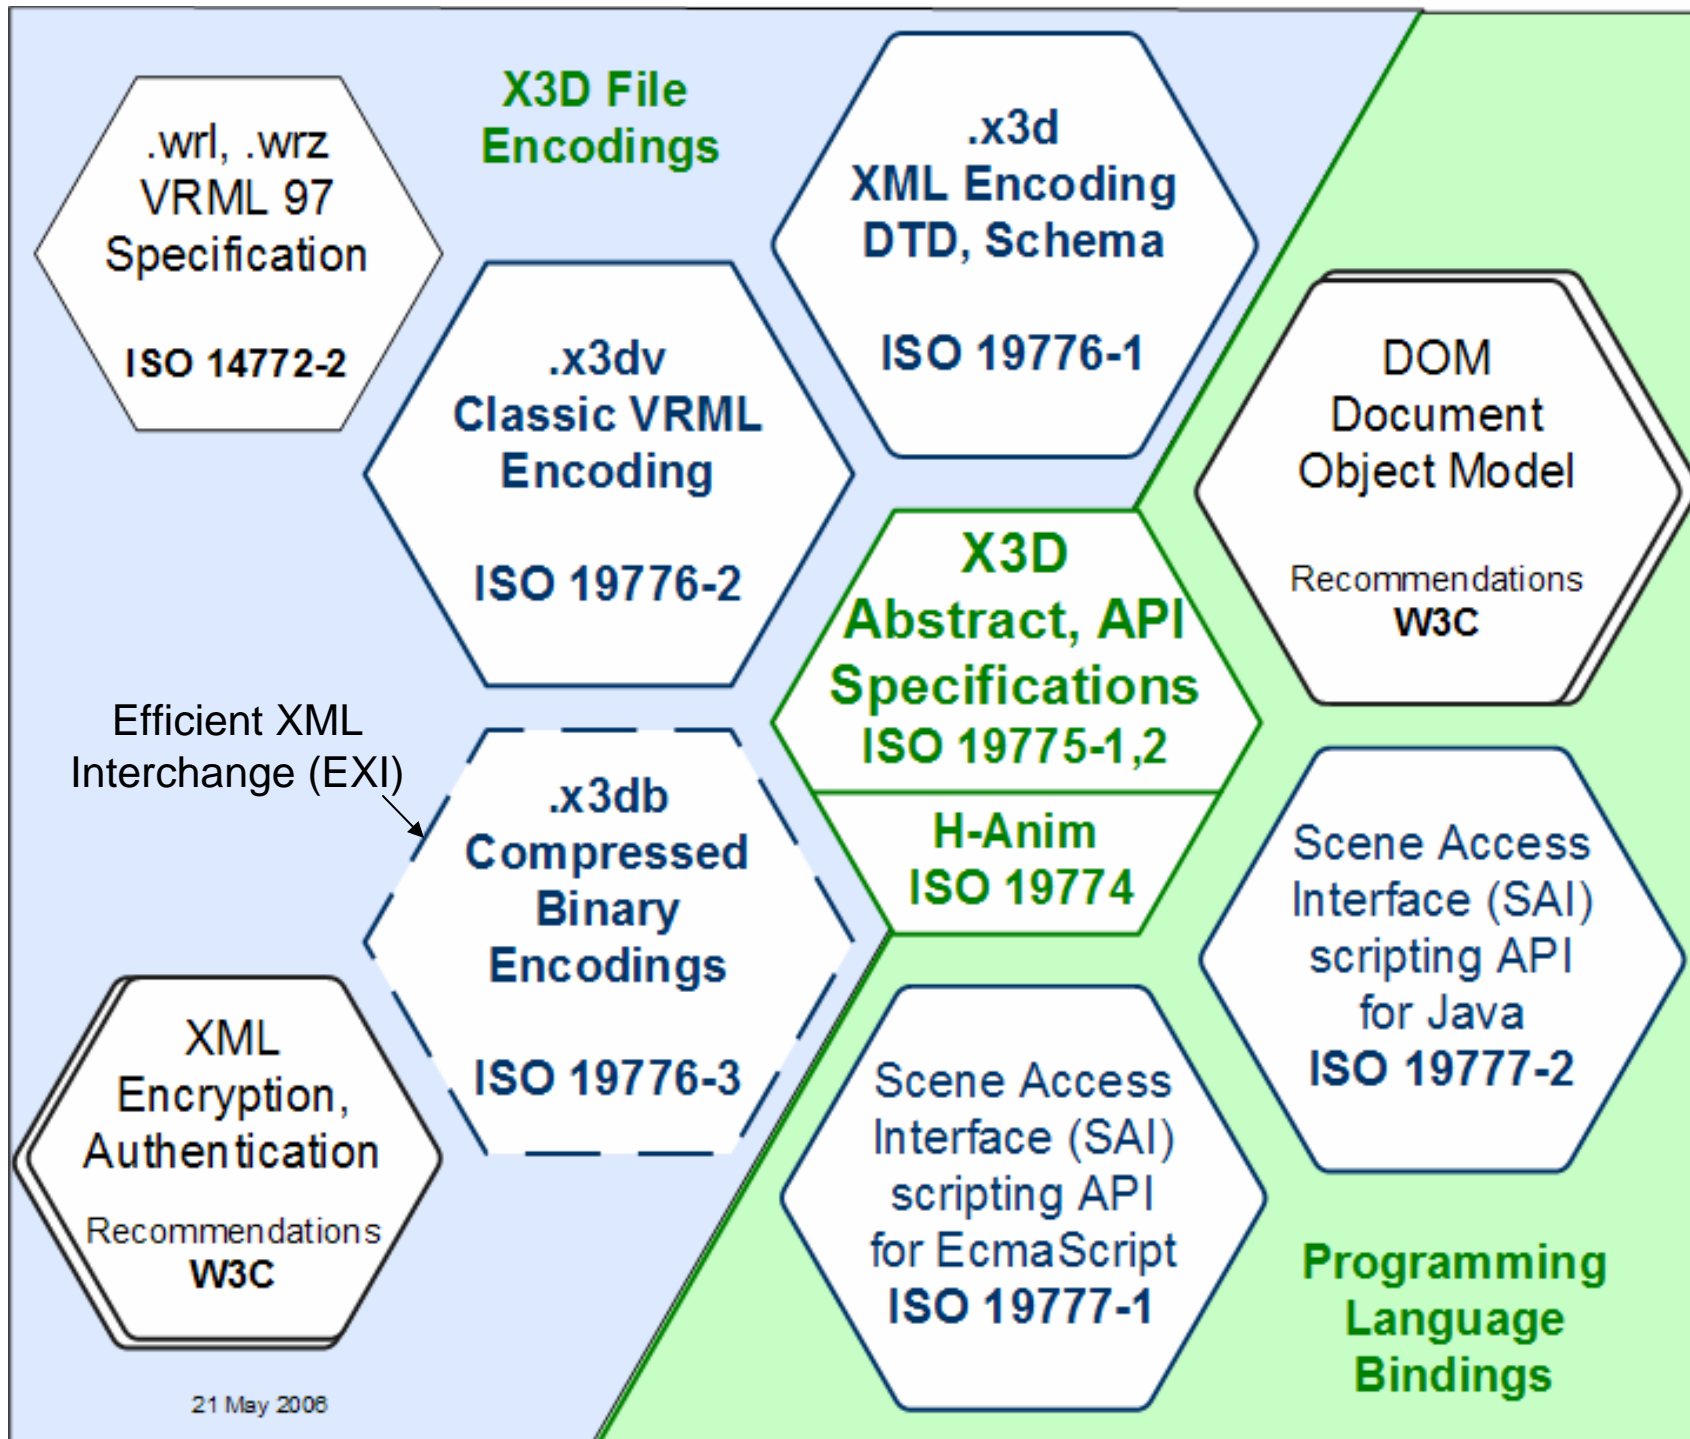 X3D File
Encodings
.wrl, .wrz
VRML 97
Specification
ISO 14772-2
.x3d
XML Encoding
DTD, Schema
ISO 19776-1
.x3dv
Classic VRML
Encoding
ISO 19776-2
DOM
Document
Object Model
Recommendations
W3C
X3D
Abstract, API
Specifications
ISO 19775-1,2
H-Anim
ISO 19774
Efficient XML
Interchange (EXI)
.x3db
Compressed
Binary
Encodings
ISO 19776-3
Scene Access
Interface (SAI)
scripting API
for Java
ISO 19777-2
XML
Encryption,
Authentication
Recommendations
W3C
Scene Access
Interface (SAI)
scripting API
for EcmaScript
ISO 19777-1
Programming
Language
Bindings
21 May 2006